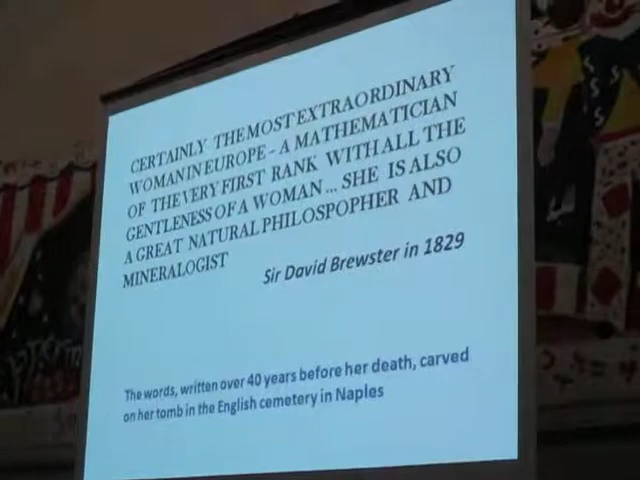 CERTAINLY THE MOST EXTRAORDINARY
WOMAN IN EUROPE - A MATHEMATICIAN
OF THE VERY FIRST RANK WITH ALL THE
GENTLENESS OF A WOMAN ... SHE IS ALSO
A GREAT NATURAL PHILOSPOPHER AND
MINERALOGIST
Sir David Brewster in 1829
The words, written over 40 years before her death, carved
on her tomb in the English cemetery in Naples